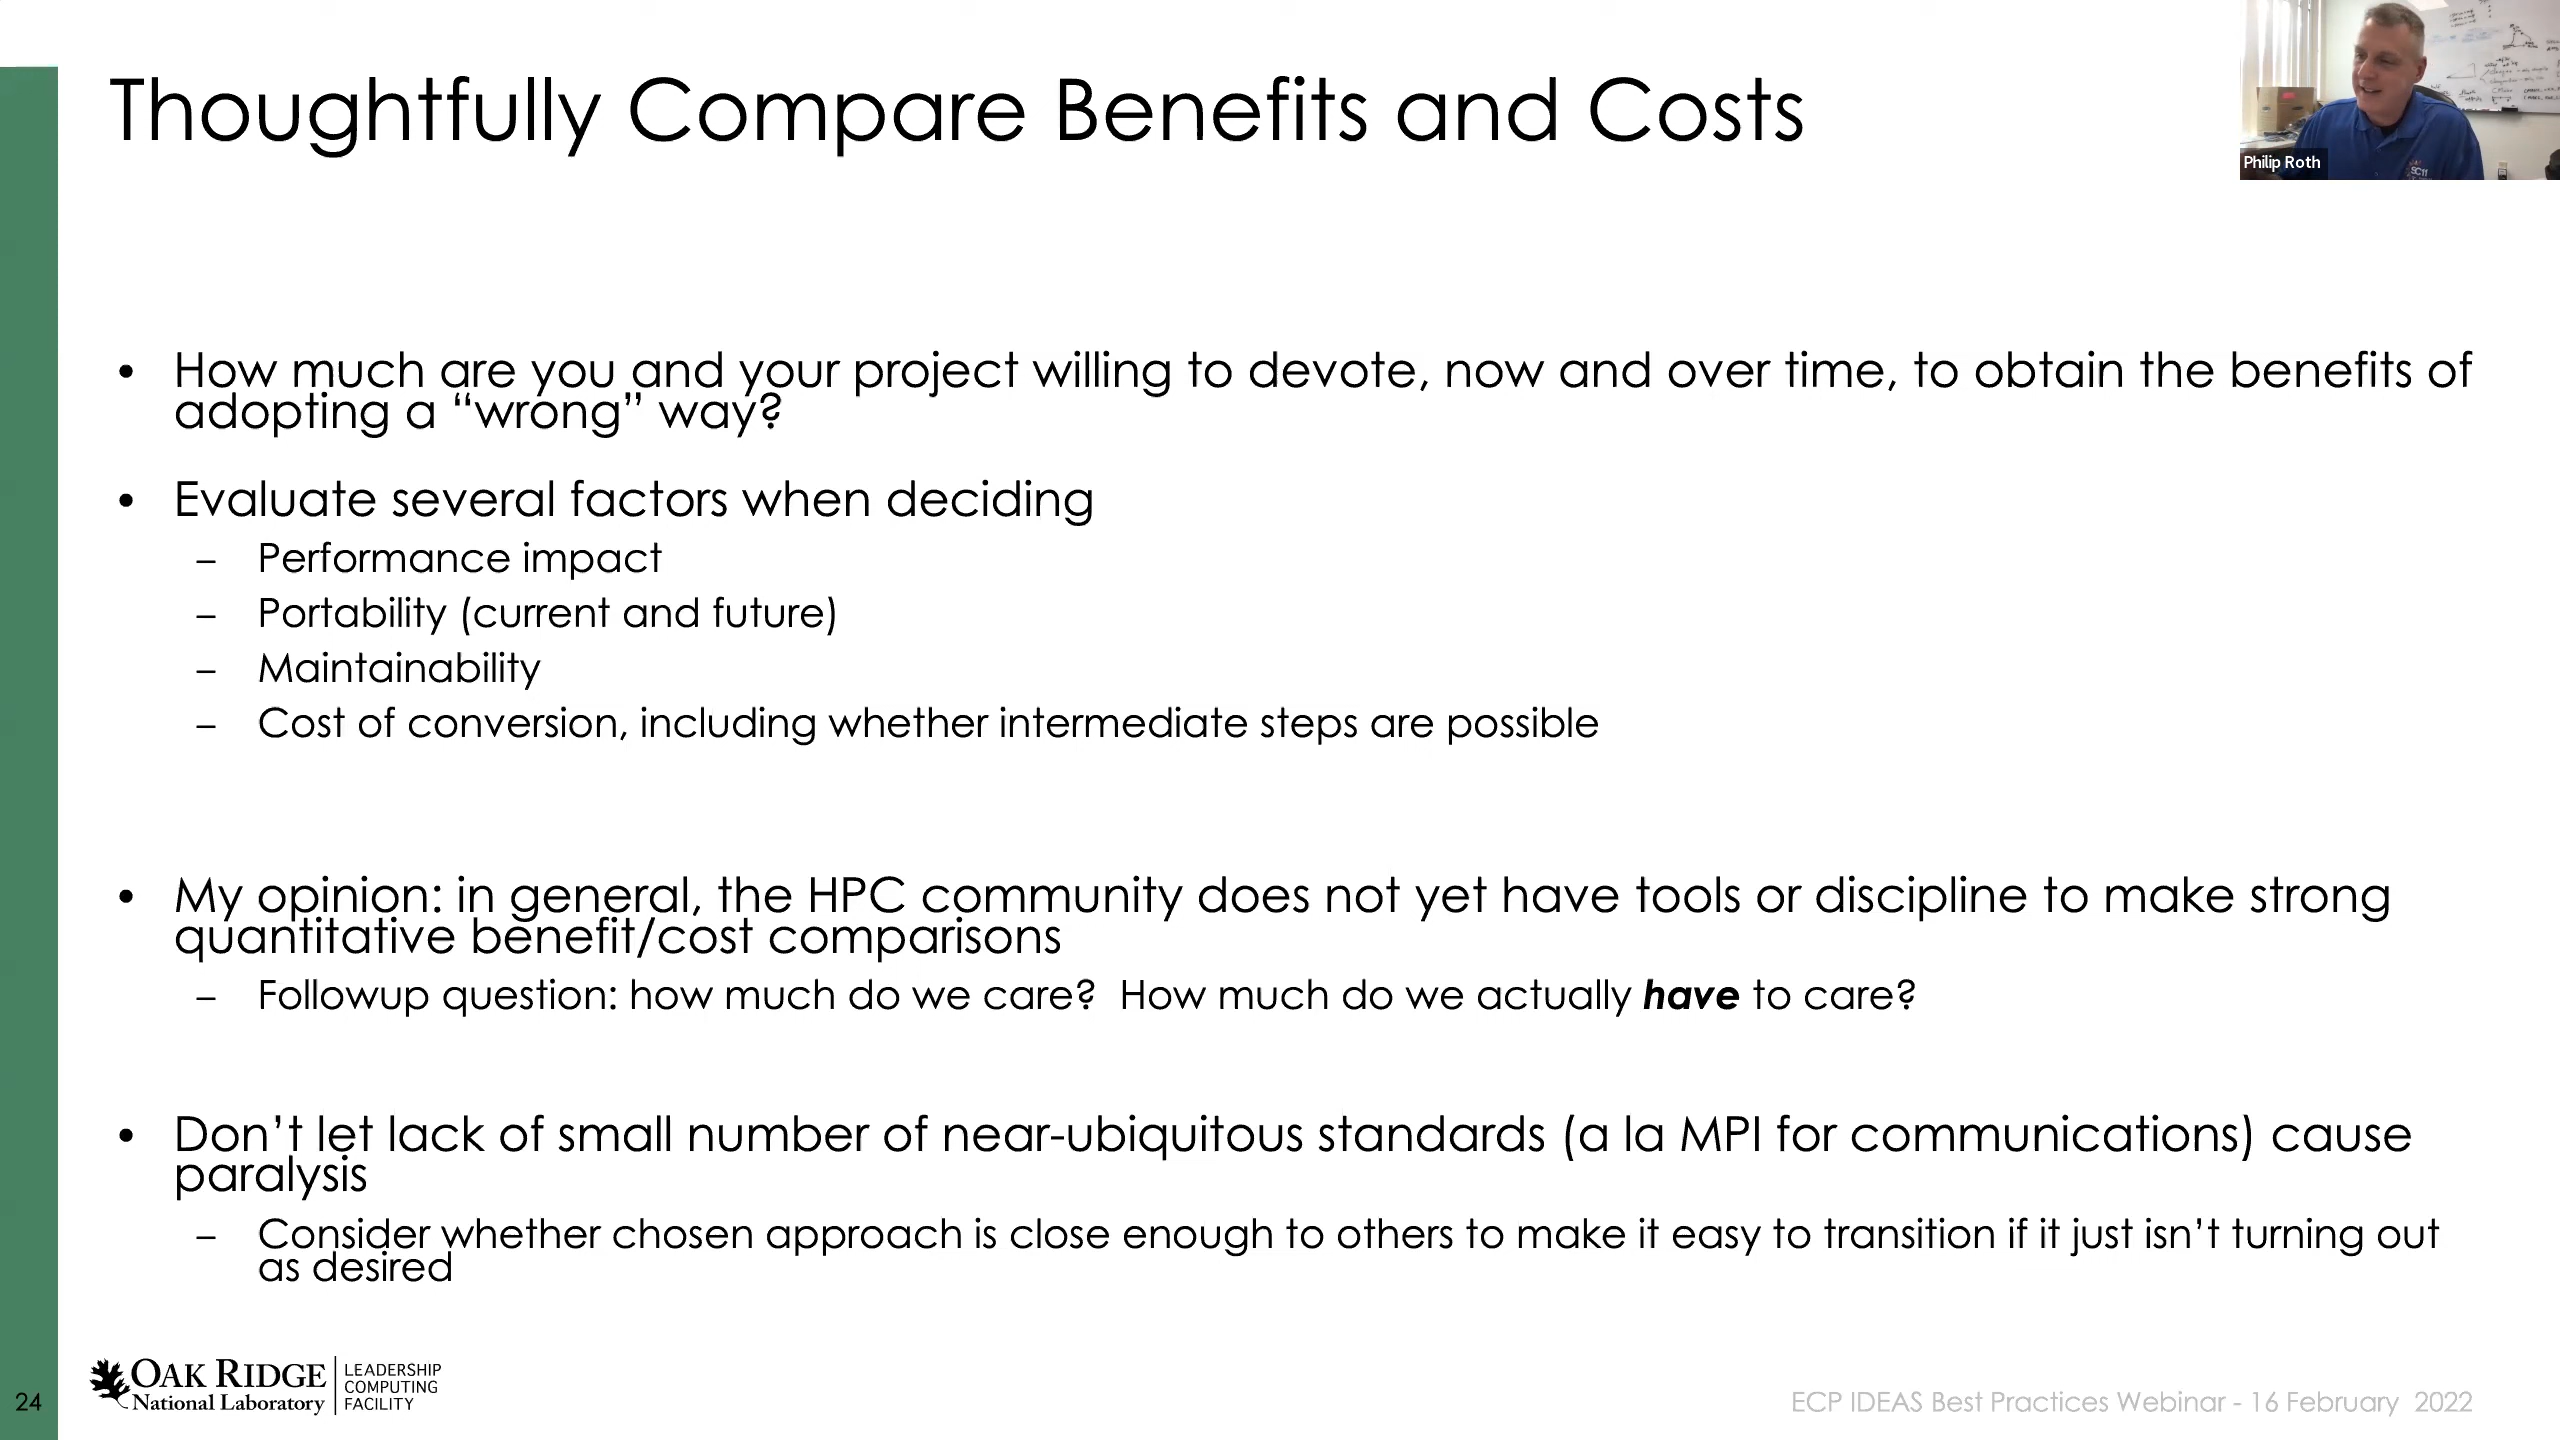 Thoughtfully Compare Benefits and Costs
Philip Roth
SC11
• How much are you and your project willing to devote, now and over time, to obtain the benefits of
adopting a “wrong” way?
• Evaluate several factors when deciding
– Performance impact
– Portability (current and future)
– Maintainability
– Cost of conversion, including whether intermediate steps are possible
• My opinion: in general, the HPC community does not yet have tools or discipline to make strong
quantitative benefit/cost comparisons
– Followup question: how much do we care?  How much do we actually have to care?
• Don’t let lack of small number of near-ubiquitous standards (a la MPI for communications) cause
paralysis
– Consider whether chosen approach is close enough to others to make it easy to transition if it just isn’t turning out
as desired
24
OAK RIDGE
National Laboratory
LEADERSHIP
COMPUTING
FACILITY
ECP IDEAS Best Practices Webinar - 16 February  2022